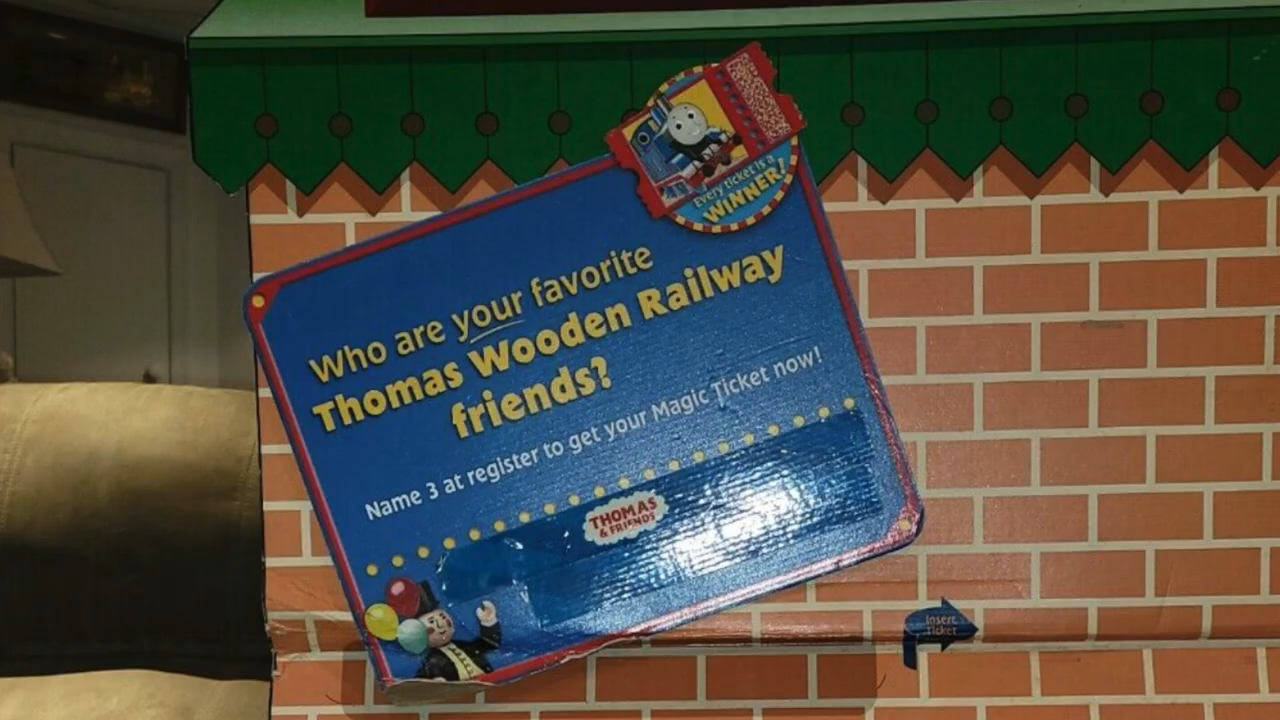 Every ticket is a
WINNER!
Who are your favorite
Thomas Wooden Railway
friends?
Name 3 at register to get your Magic Ticket now!
THOMAS
& FRIENDS
Insert
Ticket